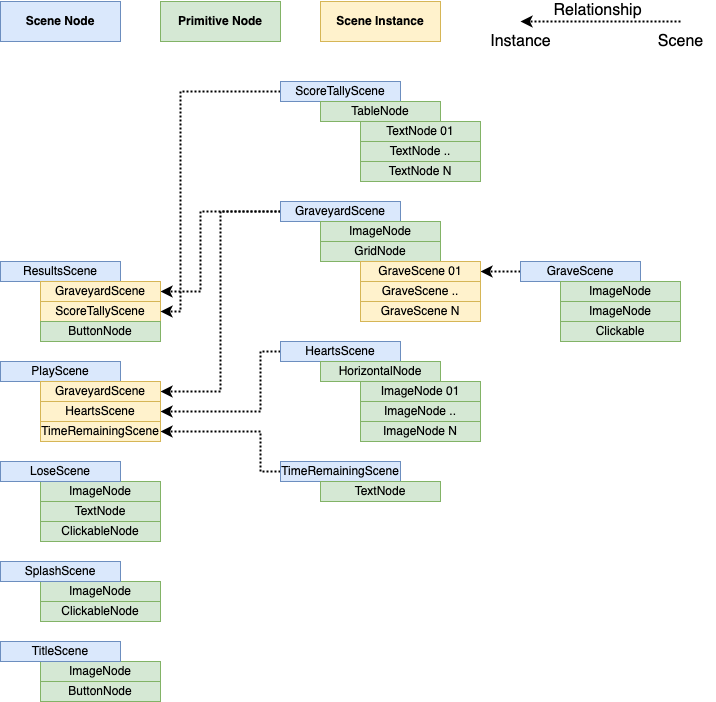 Scene Node
Primitive Node
Scene Instance
Relationship
Instance
Scene
ScoreTallyScene
TableNode
TextNode 01
TextNode ..
TextNode N
GraveyardScene
ImageNode
GridNode
GraveScene 01
GraveScene ..
GraveScene N
GraveScene
ImageNode
ImageNode
Clickable
ResultsScene
GraveyardScene
ScoreTallyScene
ButtonNode
HeartsScene
HorizontalNode
ImageNode 01
ImageNode ..
ImageNode N
PlayScene
GraveyardScene
HeartsScene
TimeRemainingScene
TimeRemainingScene
TextNode
LoseScene
ImageNode
TextNode
ClickableNode
SplashScene
ImageNode
ClickableNode
TitleScene
ImageNode
ButtonNode